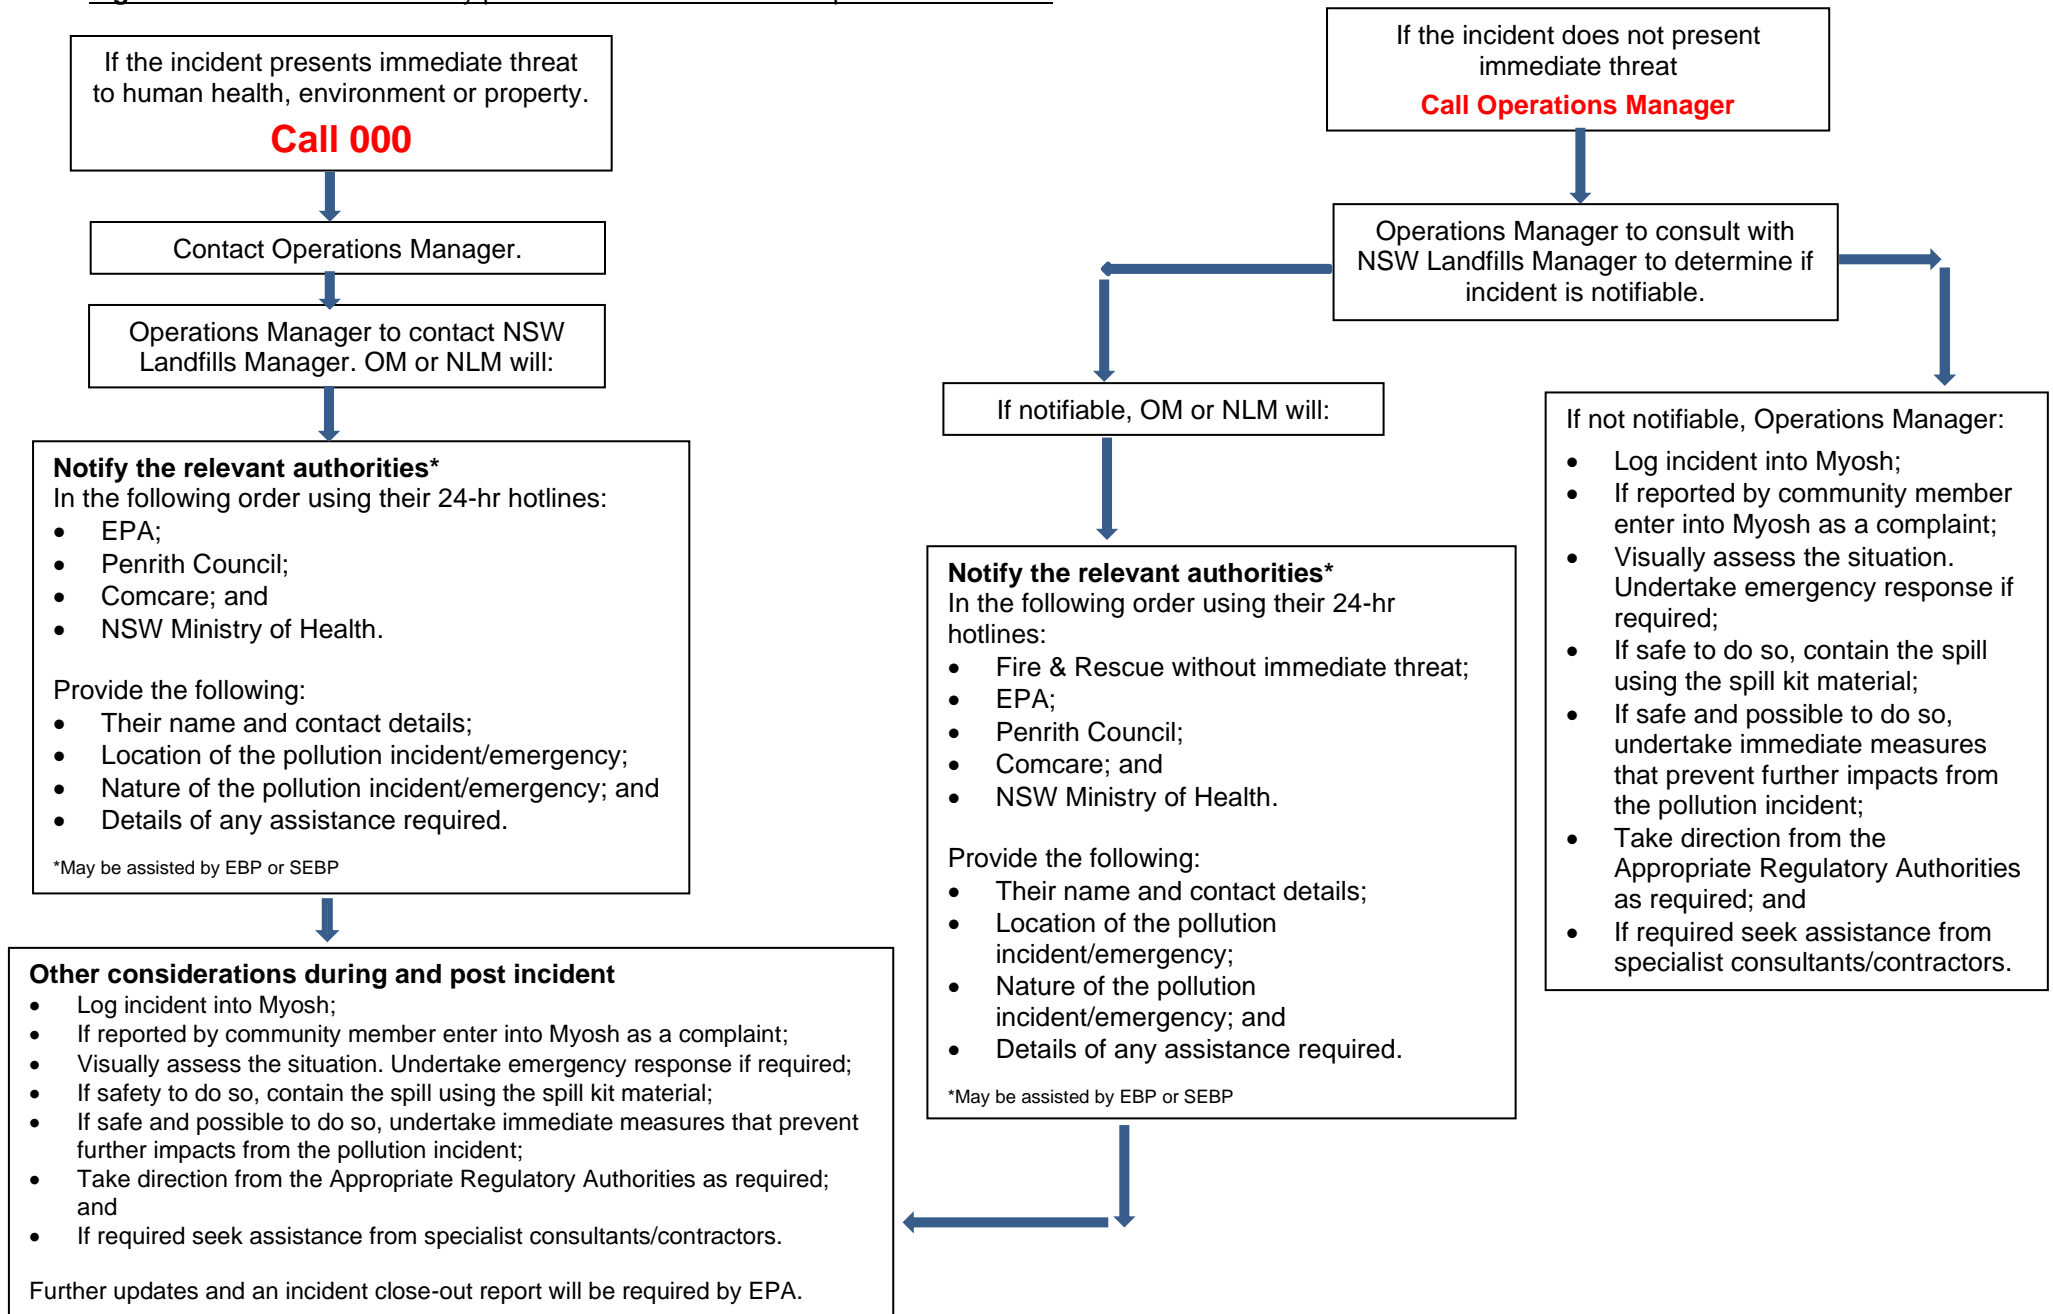 If the incident presents immediate threat
to human health, environment or property.
Call 000
Contact Operations Manager.
Operations Manager to contact NSW
Landfills Manager. OM or NLM will:
Notify the relevant authorities*
In the following order using their 24-hr hotlines:
• EPA;
• Penrith Council;
• Comcare; and
• NSW Ministry of Health.
Provide the following:
• Their name and contact details;
• Location of the pollution incident/emergency;
• Nature of the pollution incident/emergency; and
• Details of any assistance required.
*May be assisted by EBP or SEBP
Other considerations during and post incident
• Log incident into Myosh;
• If reported by community member enter into Myosh as a complaint;
• Visually assess the situation. Undertake emergency response if required;
• If safety to do so, contain the spill using the spill kit material;
• If safe and possible to do so, undertake immediate measures that prevent
further impacts from the pollution incident;
• Take direction from the Appropriate Regulatory Authorities as required;
and
• If required seek assistance from specialist consultants/contractors.
Further updates and an incident close-out report will be required by EPA.
If the incident does not present
immediate threat
Call Operations Manager
Operations Manager to consult with
NSW Landfills Manager to determine if
incident is notifiable.
If notifiable, OM or NLM will:
Notify the relevant authorities*
In the following order using their 24-hr
hotlines:
• Fire & Rescue without immediate threat;
• EPA;
• Penrith Council;
• Comcare; and
• NSW Ministry of Health.
Provide the following:
• Their name and contact details;
• Location of the pollution
incident/emergency;
• Nature of the pollution
incident/emergency; and
• Details of any assistance required.
*May be assisted by EBP or SEBP
If not notifiable, Operations Manager:
• Log incident into Myosh;
• If reported by community member
enter into Myosh as a complaint;
• Visually assess the situation.
Undertake emergency response if
required;
• If safe to do so, contain the spill
using the spill kit material;
• If safe and possible to do so,
undertake immediate measures
that prevent further impacts from
the pollution incident;
• Take direction from the
Appropriate Regulatory Authorities
as required; and
• If required seek assistance from
specialist consultants/contractors.